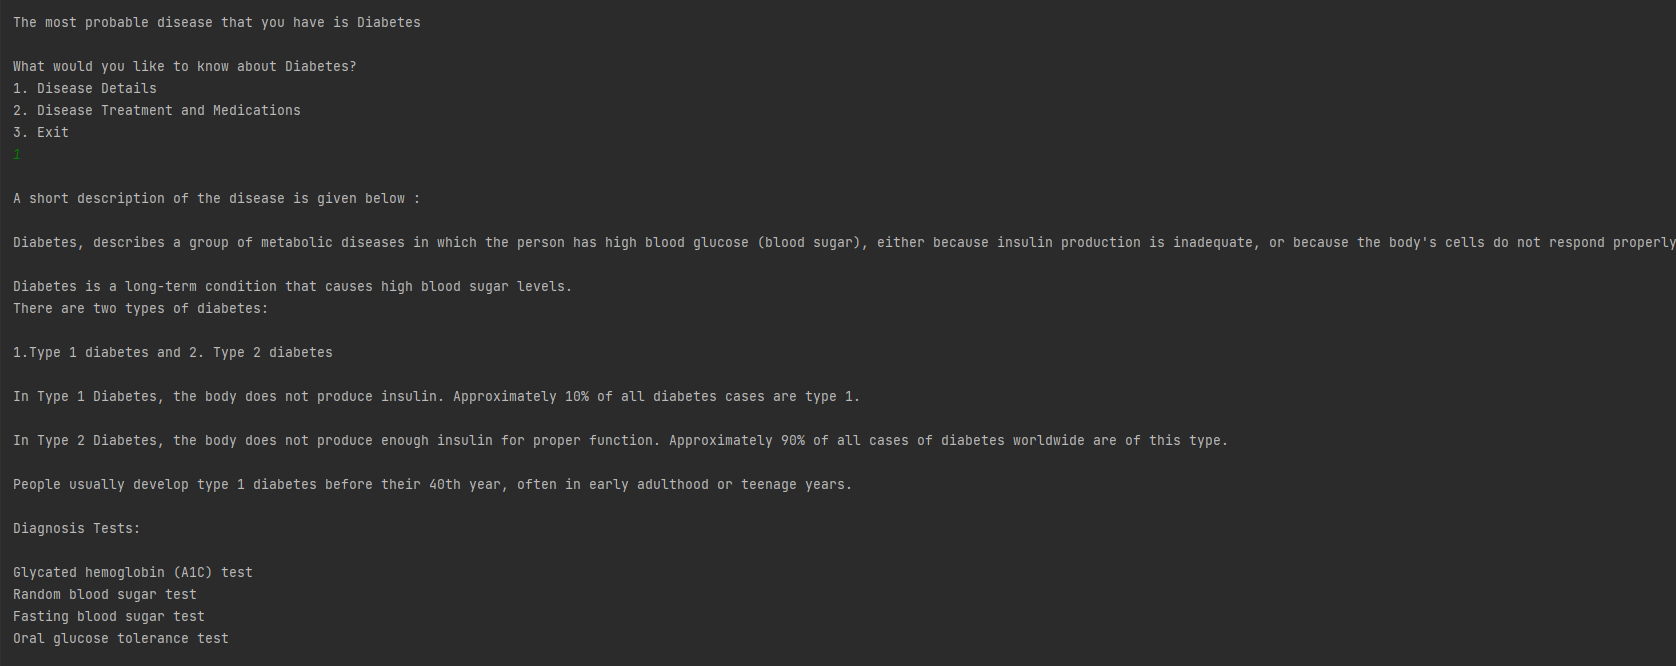 The most probable disease that you have is Diabetes
What would you like to know about Diabetes?
1. Disease Details
2. Disease Treatment and Medications
3. Exit
1
A short description of the disease is given below :
Diabetes, describes a group of metabolic diseases in which the person has high blood glucose (blood sugar), either because insulin production is inadequate, or because the body's cells do not respond properly
Diabetes is a long-term condition that causes high blood sugar levels.
There are two types of diabetes:
1.Type 1 diabetes and 2. Type 2 diabetes
In Type 1 Diabetes, the body does not produce insulin. Approximately 10% of all diabetes cases are type 1.
In Type 2 Diabetes, the body does not produce enough insulin for proper function. Approximately 90% of all cases of diabetes worldwide are of this type.
People usually develop type 1 diabetes before their 40th year, often in early adulthood or teenage years.
Diagnosis Tests:
Glycated hemoglobin (A1C) test
Random blood sugar test
Fasting blood sugar test
Oral glucose tolerance test